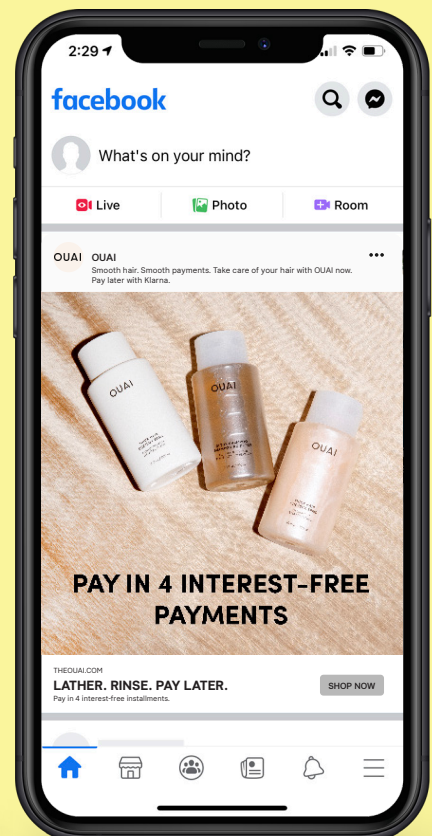 2:29
facebook
What's on your mind?
Live
Photo
Room
OUAI
OUAI
Smooth hair. Smooth payments. Take care of your hair with OUAI now.
Pay later with Klarna.
OUAI
OUAI
OUAI
PAY IN 4 INTEREST-FREE
PAYMENTS
THEOUAI.COM
LATHER. RINSE. PAY LATER.
Pay in 4 interest-free installments.
SHOP NOW